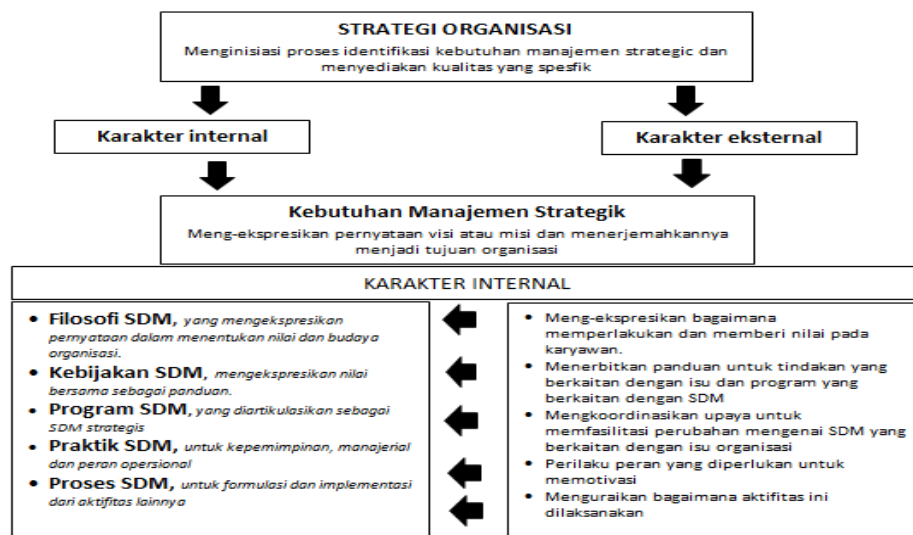 STRATEGI ORGANISASI
Menginisiasi proses identifikasi kebutuhan manajemen strategic dan
menyediakan kualitas yang spesfik
Karakter internal
Karakter eksternal
Kebutuhan Manajemen Strategik
Meng-ekspresikan pernyataan visi atau misi dan menerjemahkannya
menjadi tujuan organisasi
KARAKTER INTERNAL
• Filosofi SDM, yang mengekspresikan
pernyataan dalam menentukan nilai dan budaya
organisasi.
• Kebijakan SDM, mengekspresikan nilai
bersama sebagai panduan.
• Program SDM, yang diartikulasikan sebagai
SDM strategis
• Praktik SDM, untuk kepemimpinan, manajerial
dan peran opersional
• Proses SDM, untuk formulasi dan implementasi
dari aktifitas lainnya
• Meng-ekspresikan bagaimana
memperlakukan dan memberi nilai pada
karyawan.
• Menerbitkan panduan untuk tindakan yang
berkaitan dengan isu dan program yang
berkaitan dengan SDM
• Mengkoordinasikan upaya untuk
memfasilitasi perubahan mengenai SDM yang
berkaitan dengan isu organisasi
• Perilaku peran yang diperlukan untuk
memotivasi
• Menguraikan bagaimana aktifitas ini
dilaksanakan